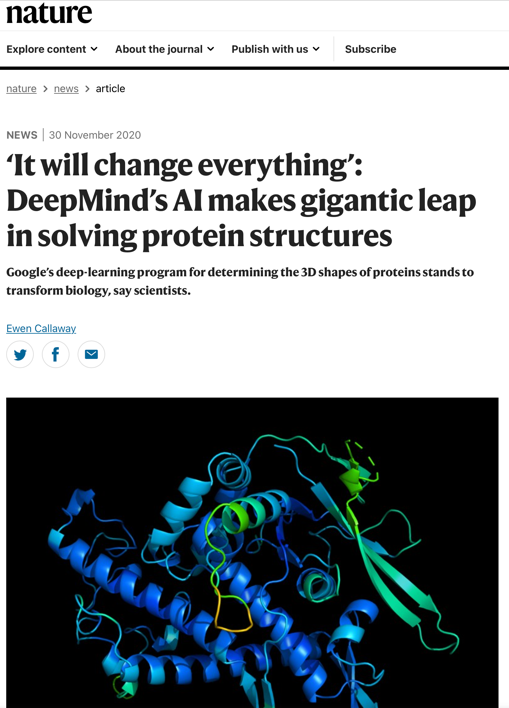 nature
Explore content About the journal Publish with us Subscribe
nature > news > article
NEWS | 30 November 2020
‘It will change everything’:
DeepMind’s AI makes gigantic leap
in solving protein structures
Google’s deep-learning program for determining the 3D shapes of proteins stands to
transform biology, say scientists.
Ewen Callaway